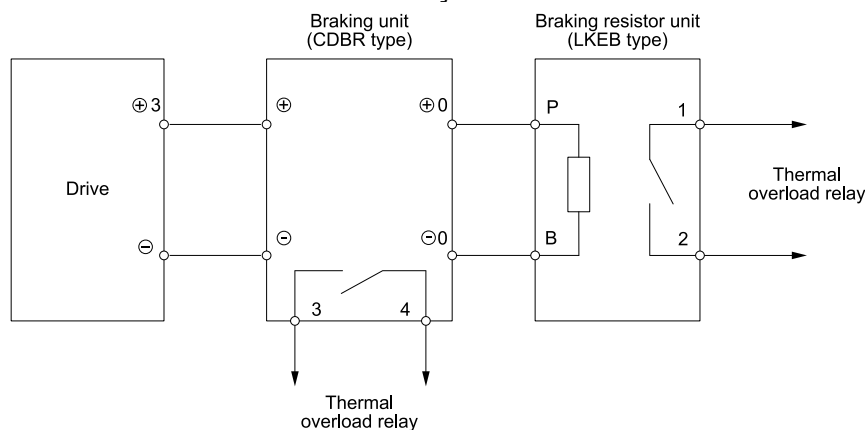 Braking unit
(CDBR type)
Braking resistor unit
(LKEB type)
Drive
⊕3
⊖
⊕
⊖
⊕0
⊖0
3
4
P
B
1
2
Thermal
overload relay
Thermal
overload relay